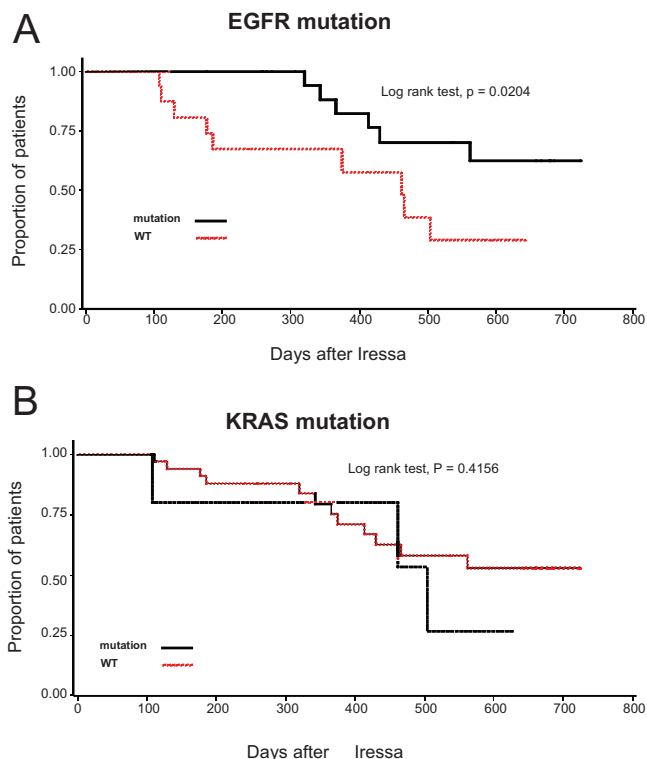 A
EGFR mutation
Proportion of patients
1.00
0.75
0.50
0.25
0.00
Log rank test, p = 0.0204
mutation
WT
0 100 200 300 400 500 600 700 800
Days after Iressa
B
KRAS mutation
Proportion of patients
1.00
0.75
0.50
0.25
0.00
Log rank test, P = 0.4156
mutation
WT
0 100 200 300 400 500 600 700 800
Days after Iressa